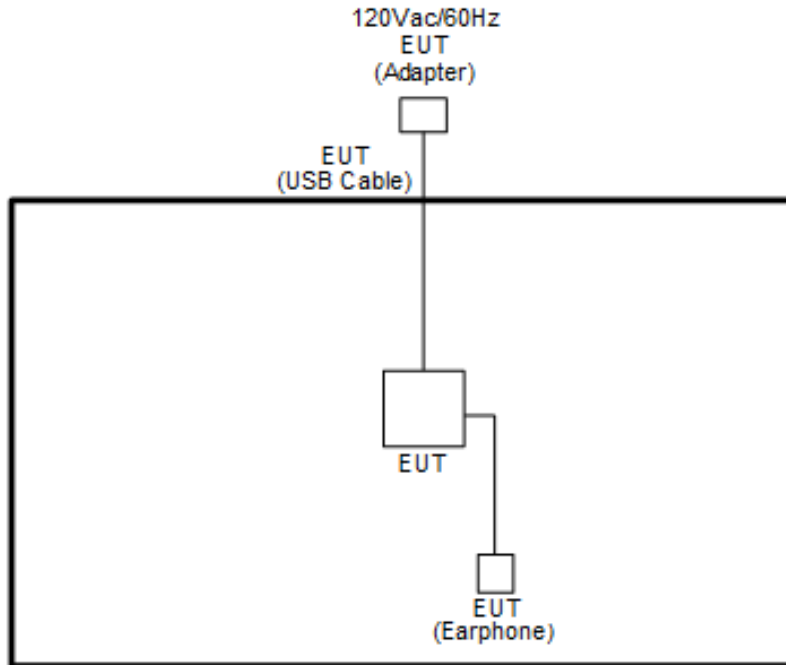 120Vac/60Hz
EUT
(Adapter)
EUT
(USB Cable)
EUT
EUT
(Earphone)